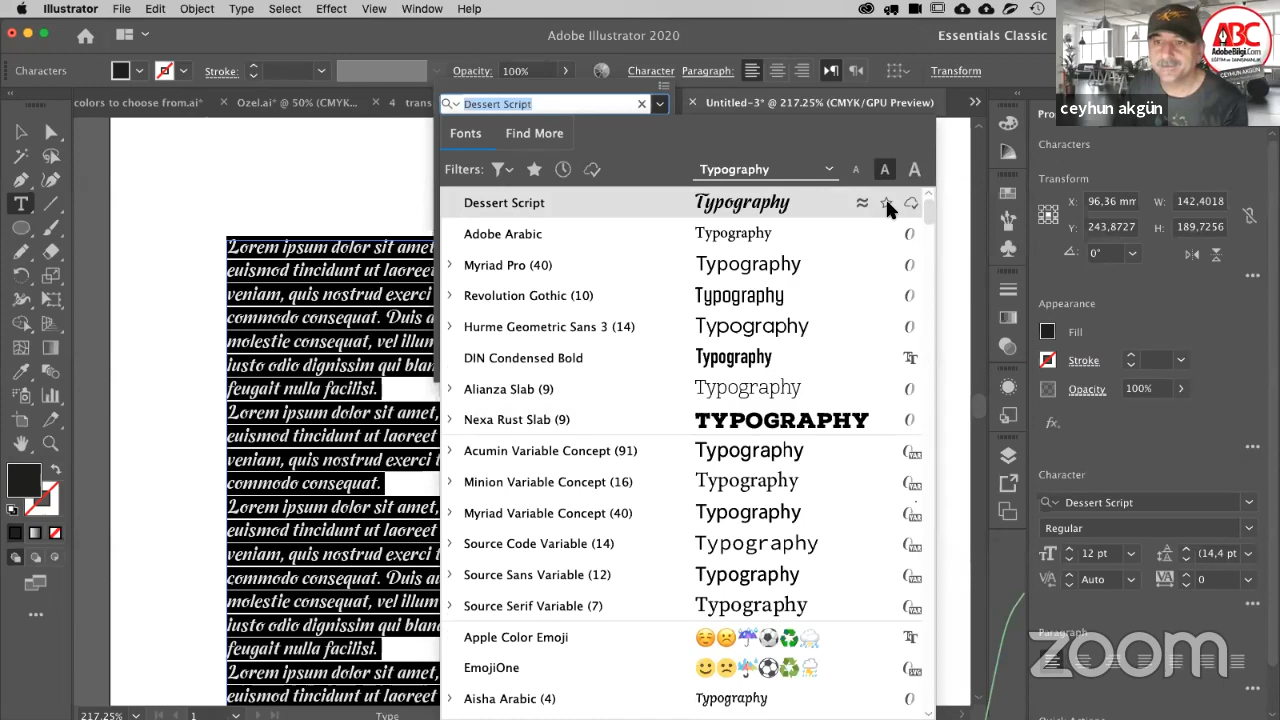 Illustrator File Edit Object Type Select Effect View Window Help
Adobe Illustrator 2020
Essentials Classic
ABC
AdobeBilgi.Com
EĞİTİM ve DANIŞMANLIK
CEYHUN AKGÜN
ceyhun akgün
Characters Stroke: Opacity: 100% Character Paragraph: Transform
colors to choose from.ai* Ozel.ai* @ 50% (CMYK... 4 trans
Untitled-3* @ 217.25% (CMYK/GPU Preview)
Dessert Script
Fonts Find More
Filters: Typography A A A
Dessert Script Typography
Adobe Arabic Typography
Myriad Pro (40) Typography
Revolution Gothic (10) Typography
Hurme Geometric Sans 3 (14) Typography
DIN Condensed Bold Typography
Alianza Slab (9) Typography
Nexa Rust Slab (9) TYPOGRAPHY
Acumin Variable Concept (91) Typography
Minion Variable Concept (16) Typography
Myriad Variable Concept (40) Typography
Source Code Variable (14) Typography
Source Sans Variable (12) Typography
Source Serif Variable (7) Typography
Apple Color Emoji
EmojiOne
Aisha Arabic (4) Typography
Lorem ipsum dolor sit amet
euismod tincidunt ut laoreet
veniam, quis nostrud exerci
commodo consequat. Duis a
molestie consequat, vel illum
iusto odio dignissim qui blan
feugait nulla facilisi.
Lorem ipsum dolor sit amet,
euismod tincidunt ut laoreet
veniam, quis nostrud exerci
commodo consequat.
Lorem ipsum dolor sit amet,
euismod tincidunt ut laoreet
veniam, quis nostrud exerci
commodo consequat. Duis a
molestie consequat, vel illum
iusto odio dignissim qui blan
feugait nulla facilisi.
Lorem ipsum dolor sit amet
euismod tincidunt ut laoreet
Characters
Transform
X: 96,36 mm W: 142,4018
Y: 243,8727 H: 189,7256
0°
Appearance
Fill
Stroke
Opacity 100%
fx.
Character
Dessert Script
Regular
12 pt (14,4 pt
Auto 0
Paragraph
zoom
217.25% 1 Type